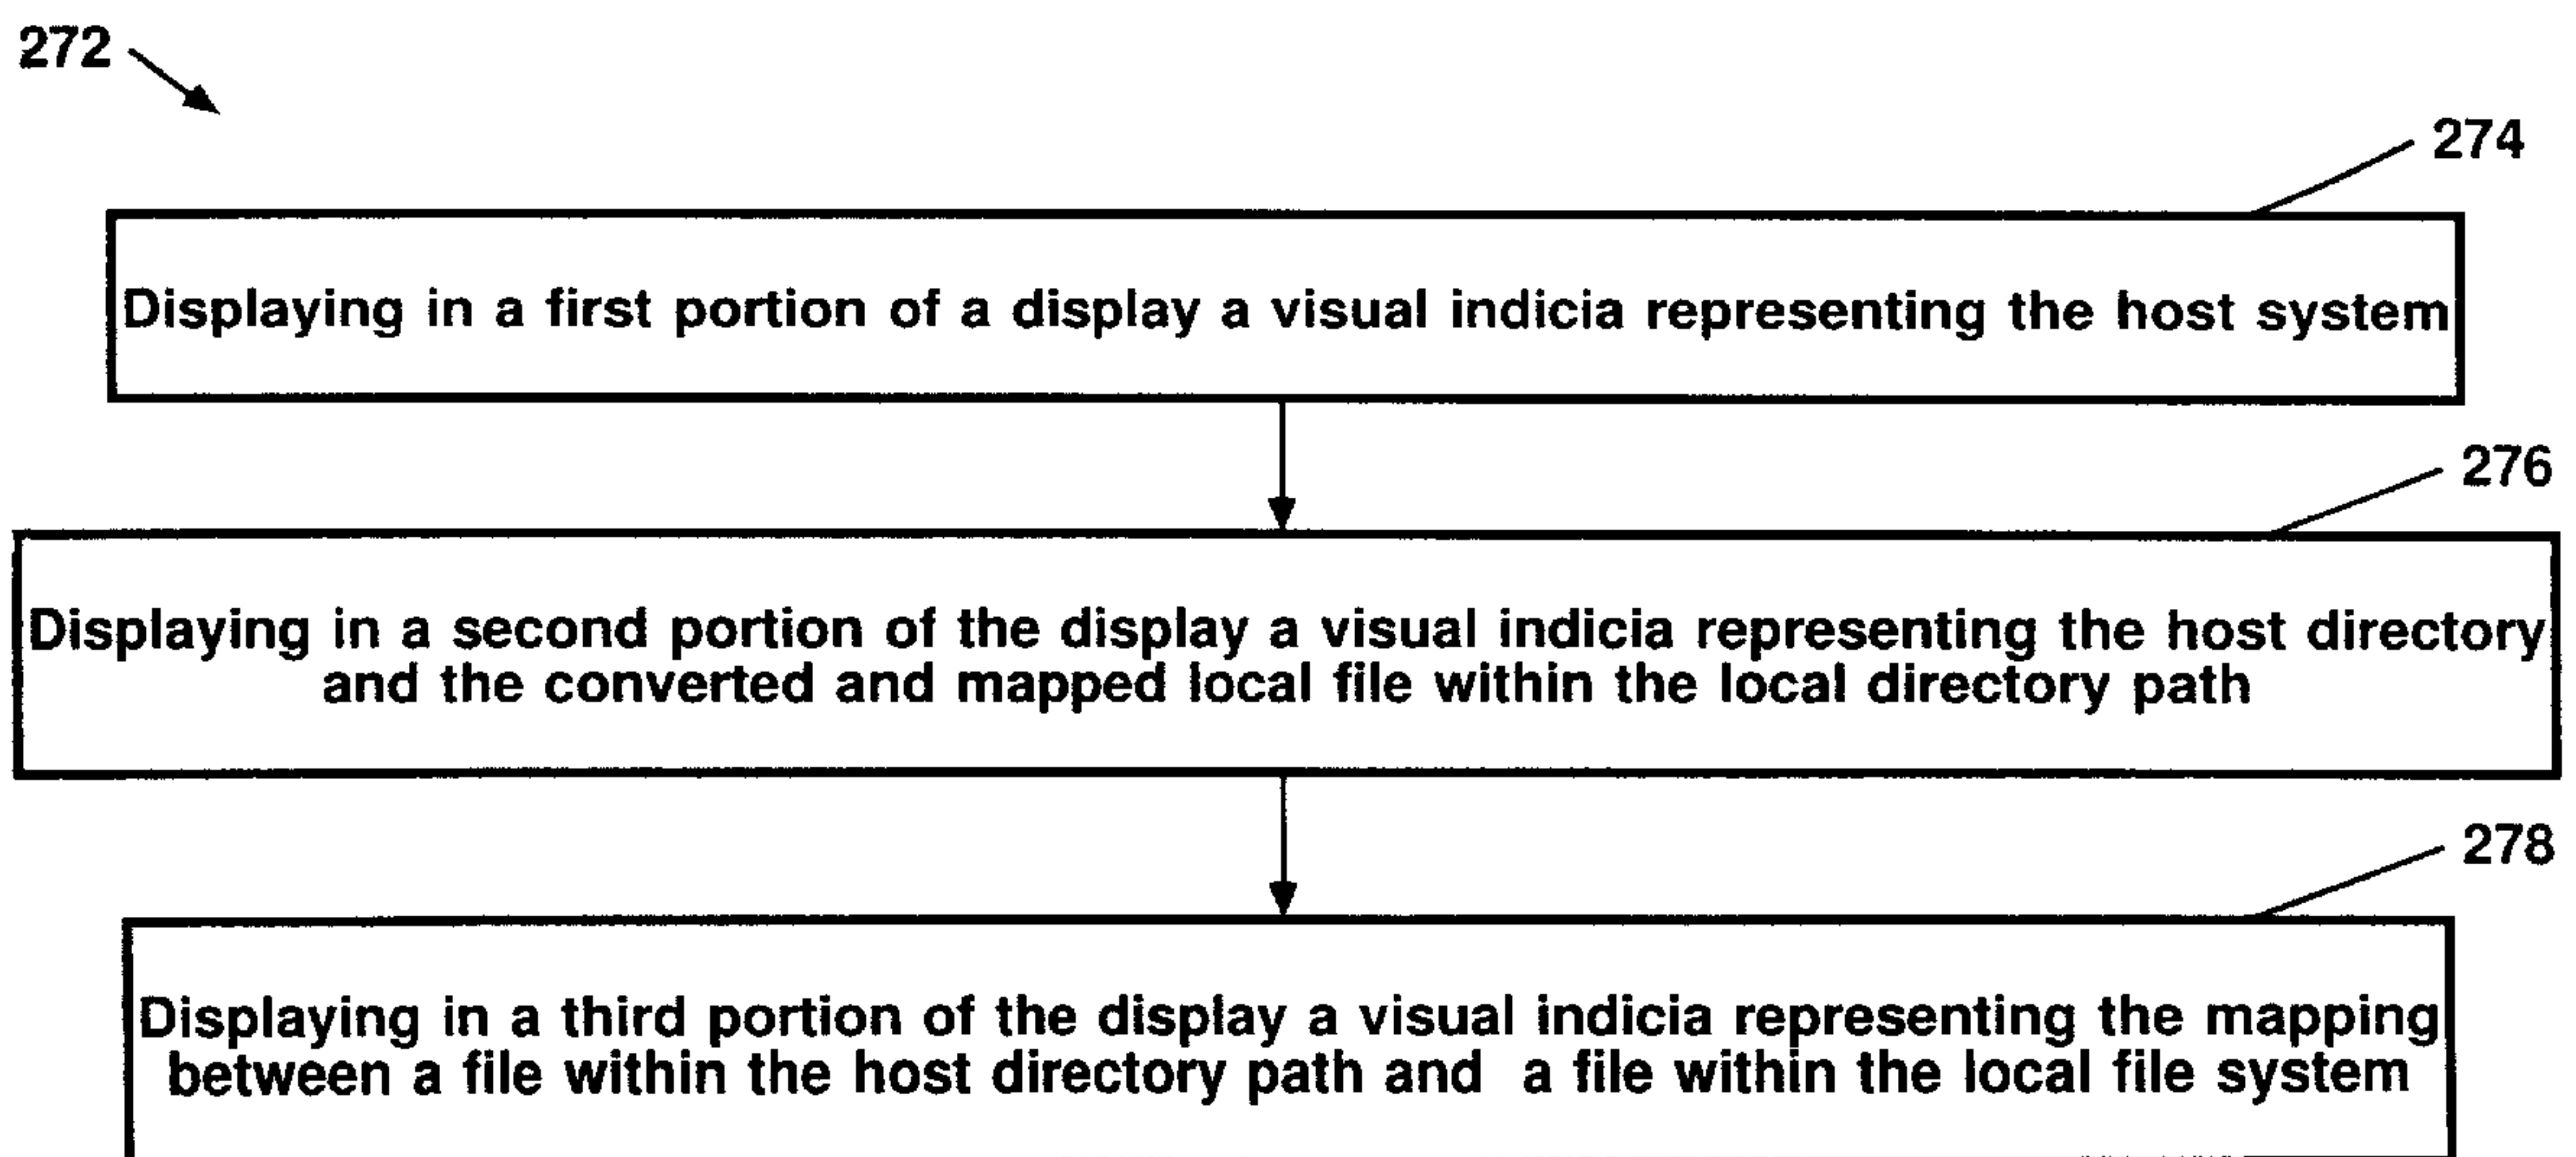 272
274
Displaying in a first portion of a display a visual indicia representing the host system
276
Displaying in a second portion of the display a visual indicia representing the host directory
and the converted and mapped local file within the local directory path
278
Displaying in a third portion of the display a visual indicia representing the mapping
between a file within the host directory path and a file within the local file system